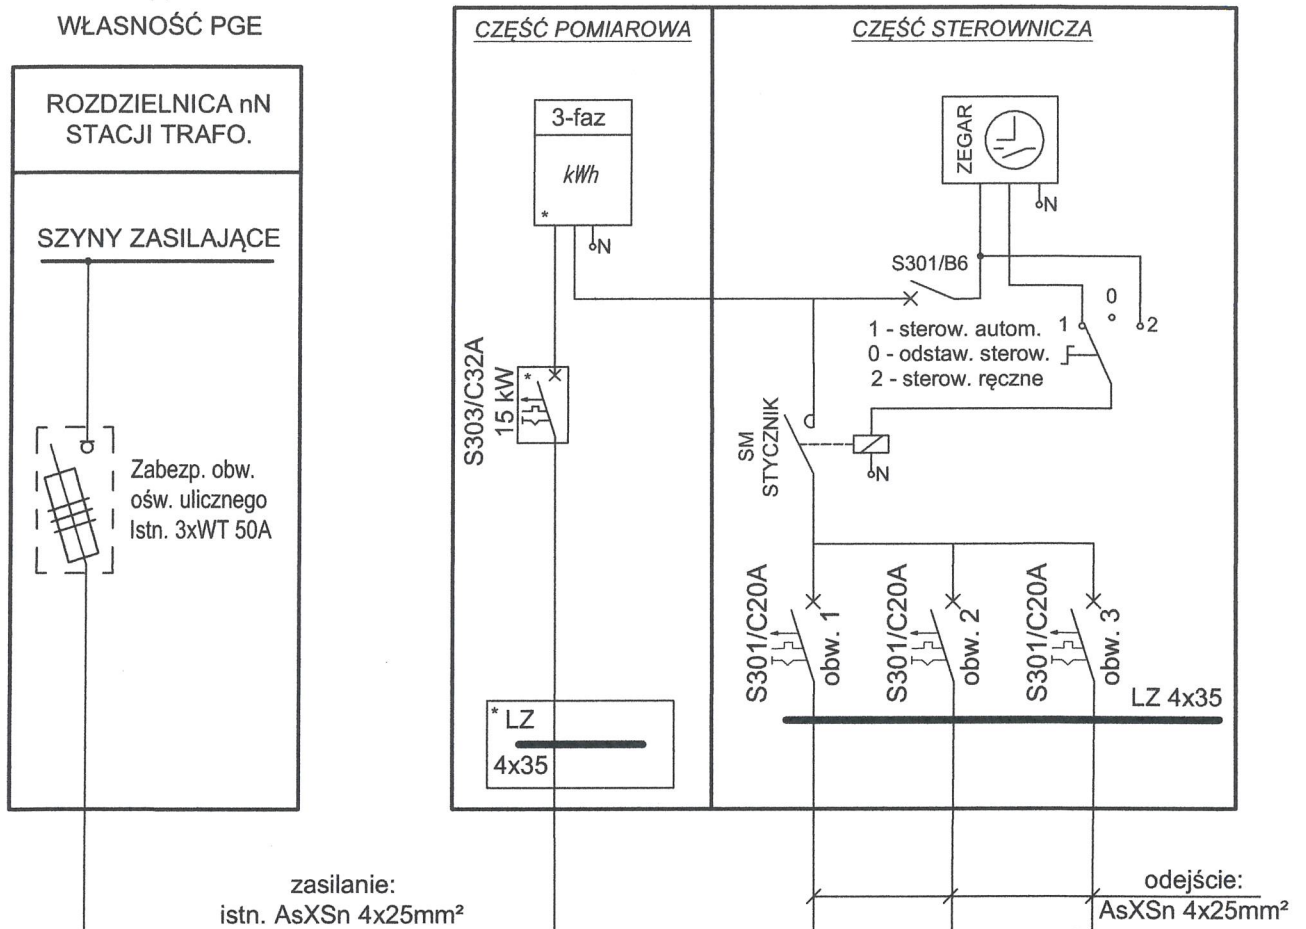 WŁASNOŚĆ PGE
ROZDZIELNICA nN
STACJI TRAFO.
SZYNY ZASILAJĄCE
Zabezp. obw.
ośw. ulicznego
Istn. 3xWT 50A
CZĘŚĆ POMIAROWA
3-faz
kWh
*
N
S303/C32A
15 kW
*
* LZ
4x35
CZĘŚĆ STEROWNICZA
ZEGAR
N
S301/B6
0
1
2
1 - sterow. autom.
0 - odstaw. sterow.
2 - sterow. ręczne
SM
STYCZNIK
N
S301/C20A
obw. 1
S301/C20A
obw. 2
S301/C20A
obw. 3
LZ 4x35
zasilanie:
istn. AsXSn 4x25mm²
odejście:
AsXSn 4x25mm²